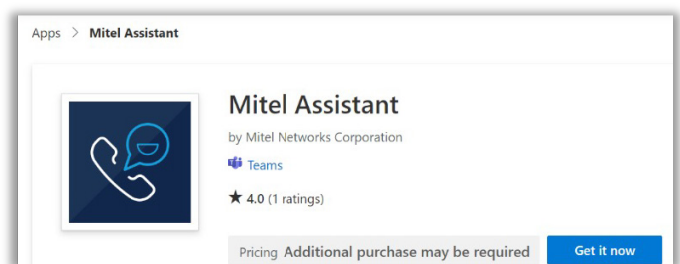 Apps > Mitel Assistant
Mitel Assistant
by Mitel Networks Corporation
Teams
★ 4.0 (1 ratings)
Pricing Additional purchase may be required
Get it now